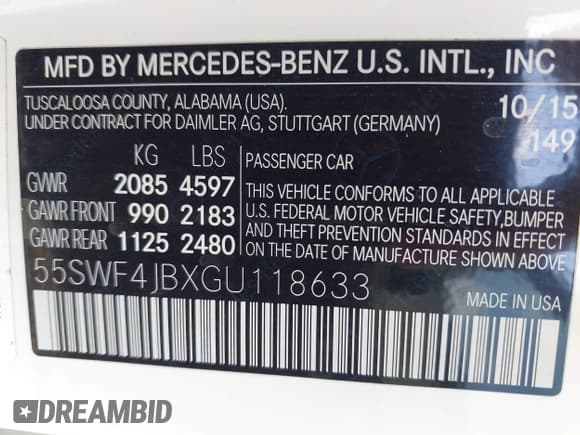 MFD BY MERCEDES-BENZ U.S. INTL., INC
TUSCALOOSA COUNTY, ALABAMA (USA). 10/15
UNDER CONTRACT FOR DAIMLER AG, STUTTGART (GERMANY) 149
KG LBS PASSENGER CAR
GVWR 2085 4597
GAWR FRONT 990 2183
GAWR REAR 1125 2480
THIS VEHICLE CONFORMS TO ALL APPLICABLE
U.S. FEDERAL MOTOR VEHICLE SAFETY,BUMPER
AND THEFT PREVENTION STANDARDS IN EFFECT
ON THE DATE OF MANUFACTURE SHOWN ABOVE.
55SWF4JBXGU118633
MADE IN USA
DREAMBID